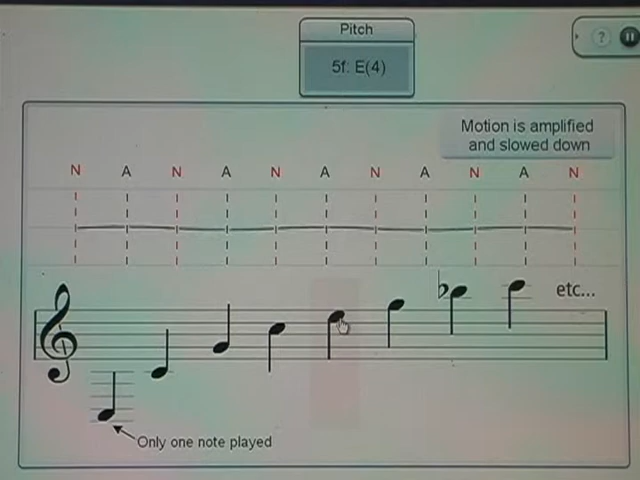 Pitch
5f: E(4)
?
Motion is amplified
and slowed down
N A N A N A N A N A N
etc...
Only one note played